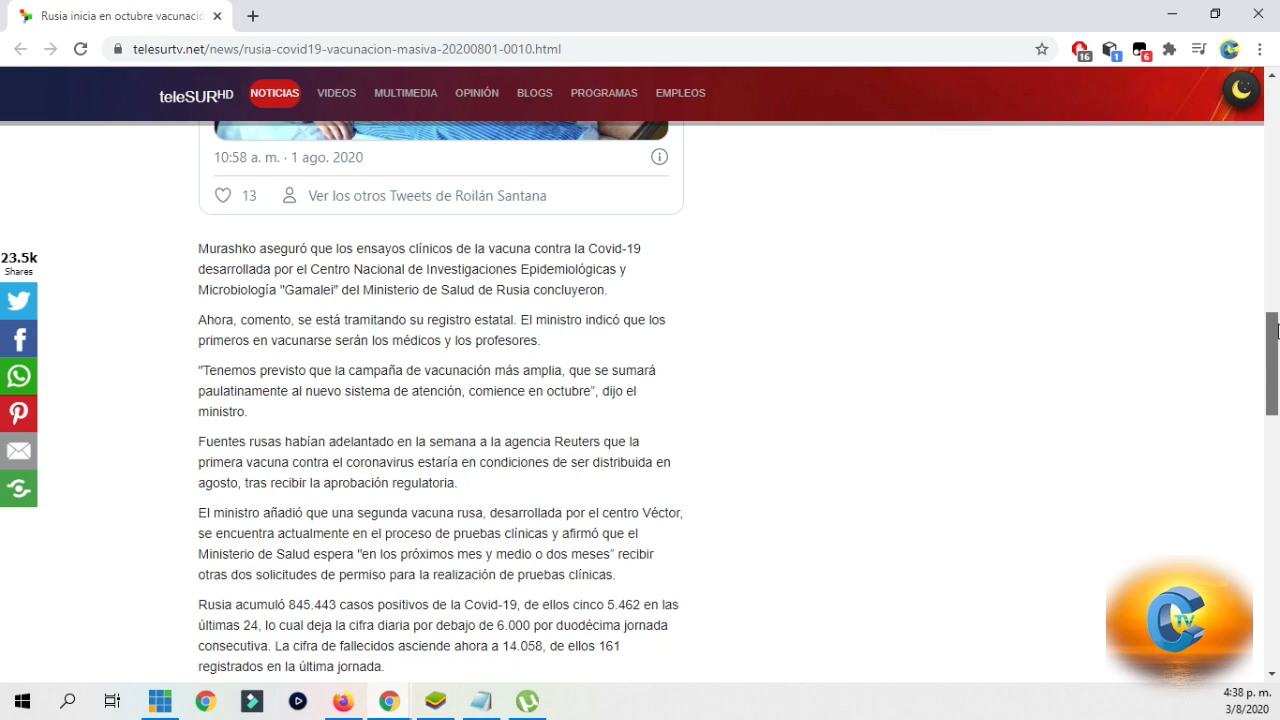 Rusia inicia en octubre vacunació
telesurtv.net/news/rusia-covid19-vacunacion-masiva-20200801-0010.html
16
1
6
teleSURHD
NOTICIAS
VIDEOS
MULTIMEDIA
OPINIÓN
BLOGS
PROGRAMAS
EMPLEOS
10:58 a. m. · 1 ago. 2020
13
Ver los otros Tweets de Roilán Santana
23.5k
Shares
Murashko aseguró que los ensayos clínicos de la vacuna contra la Covid-19
desarrollada por el Centro Nacional de Investigaciones Epidemiológicas y
Microbiología "Gamalei" del Ministerio de Salud de Rusia concluyeron.
Ahora, comento, se está tramitando su registro estatal. El ministro indicó que los
primeros en vacunarse serán los médicos y los profesores.
"Tenemos previsto que la campaña de vacunación más amplia, que se sumará
paulatinamente al nuevo sistema de atención, comience en octubre”, dijo el
ministro.
Fuentes rusas habían adelantado en la semana a la agencia Reuters que la
primera vacuna contra el coronavirus estaría en condiciones de ser distribuida en
agosto, tras recibir la aprobación regulatoria.
El ministro añadió que una segunda vacuna rusa, desarrollada por el centro Véctor,
se encuentra actualmente en el proceso de pruebas clínicas y afirmó que el
Ministerio de Salud espera "en los próximos mes y medio o dos meses” recibir
otras dos solicitudes de permiso para la realización de pruebas clínicas.
Rusia acumuló 845.443 casos positivos de la Covid-19, de ellos cinco 5.462 en las
últimas 24, lo cual deja la cifra diaria por debajo de 6.000 por duodécima jornada
consecutiva. La cifra de fallecidos asciende ahora a 14.058, de ellos 161
registrados en la última jornada.
C TV
4:38 p. m.
3/8/2020